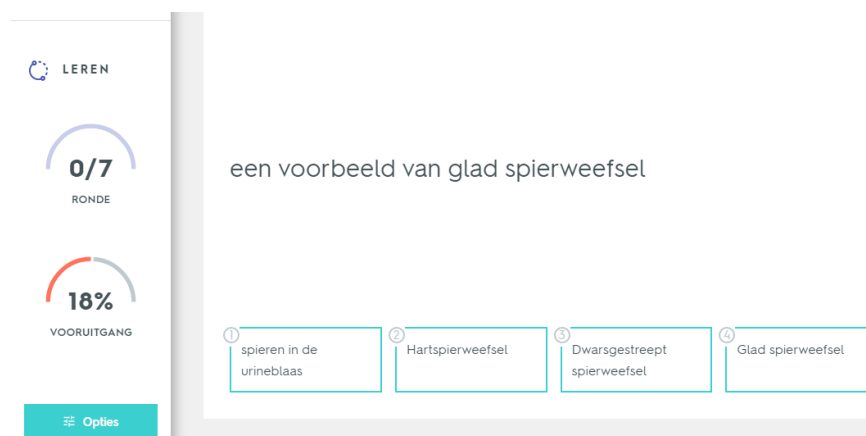 LEREN
0/7
RONDE
18%
VOORUITGANG
Opties
een voorbeeld van glad spierweefsel
1
spieren in de
urineblaas
2
Hartspierweefsel
3
Dwarsgestreept
spierweefsel
4
Glad spierweefsel